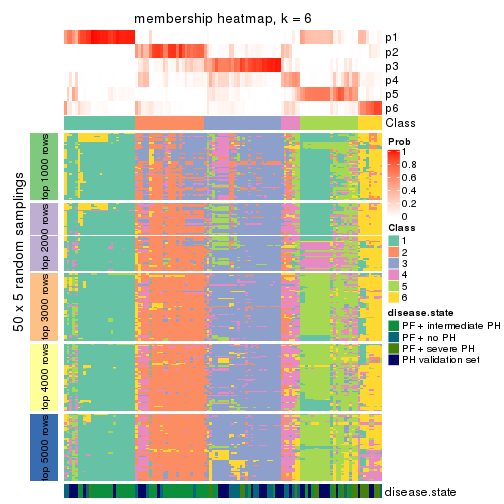 membership heatmap, k = 6
p1
p2
p3
p4
p5
p6
Class
50 x 5 random samplings
top 1000 rows
top 2000 rows
top 3000 rows
top 4000 rows
top 5000 rows
Prob
1
0.8
0.6
0.4
0.2
0
Class
1
2
3
4
5
6
disease.state
PF+ intermediate PH
PF+ no PH
PF+ severe PH
PH validation set
disease.state